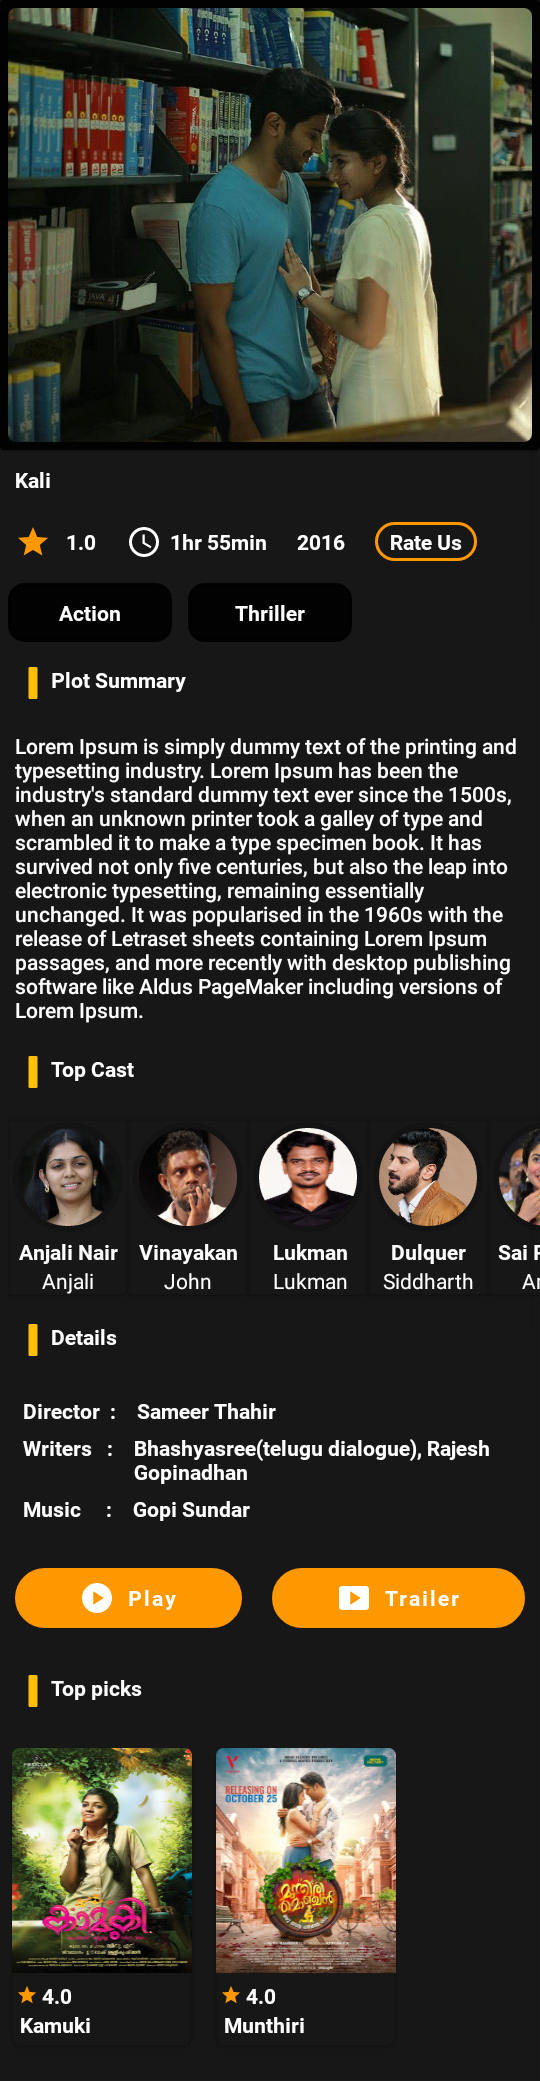 JAVA
Kali
1.0
1hr 55min
2016
Rate Us
Action
Thriller
Plot Summary
Lorem Ipsum is simply dummy text of the printing and
typesetting industry. Lorem Ipsum has been the
industry's standard dummy text ever since the 1500s,
when an unknown printer took a galley of type and
scrambled it to make a type specimen book. It has
survived not only five centuries, but also the leap into
electronic typesetting, remaining essentially
unchanged. It was popularised in the 1960s with the
release of Letraset sheets containing Lorem Ipsum
passages, and more recently with desktop publishing
software like Aldus PageMaker including versions of
Lorem Ipsum.
Top Cast
Anjali Nair
Vinayakan
Lukman
Dulquer
Sai
Anjali
John
Lukman
Siddharth
Details
Director : Sameer Thahir
Writers : Bhashyasree(telugu dialogue), Rajesh
Gopinadhan
Music : Gopi Sundar
Play
Trailer
Top picks
കാമുകി
RELEASING ON
OCTOBER 25
മുന്തിരി
മൊഞ്ചൻ
4.0
Kamuki
4.0
Munthiri